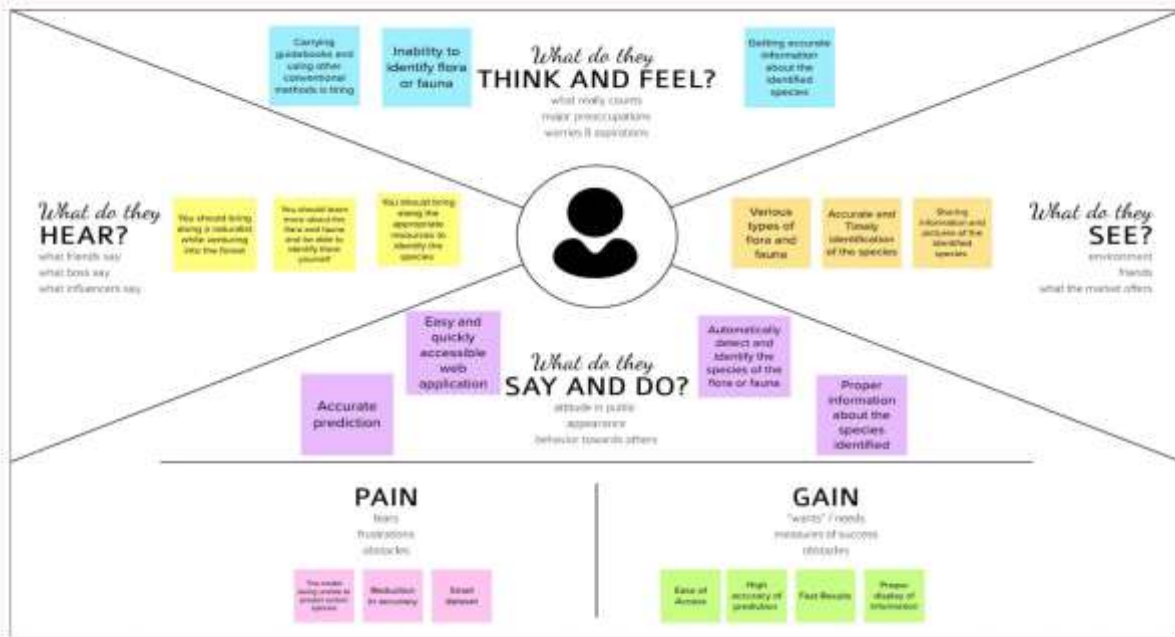 Carrying
guidebooks and
using other
conventional
methods is tiring
Inability to
identify flora
or fauna
What do they
THINK AND FEEL?
what really counts
major preoccupations
worries & aspirations
Getting accurate
information
about the
identified
species
What do they
HEAR?
what friends say
what boss say
what influencers say
You should bring
along a naturalist
while venturing
into the forest
You should learn
more about the
flora and fauna
and be able to
identify them
yourself
You should bring
along the
appropriate
resources to
identify the
species
Various
types of
flora and
fauna
Accurate and
Timely
identification
of the species
Sharing
information and
pictures of the
identified
species
What do they
SEE?
environment
friends
what the market offers
Easy and
quickly
accessible
web
application
Accurate
prediction
What do they
SAY AND DO?
attitude in public
appearance
behavior towards others
Automatically
detect and
identify the
species of the
flora or fauna
Proper
information
about the
species
identified
PAIN
fears
frustrations
obstacles
The model
being unable to
predict certain
species
Reduction
in accuracy
Small
dataset
GAIN
"wants" / needs
measures of success
obstacles
Ease of
Access
High
accuracy of
prediction
Fast Results
Proper
display of
information